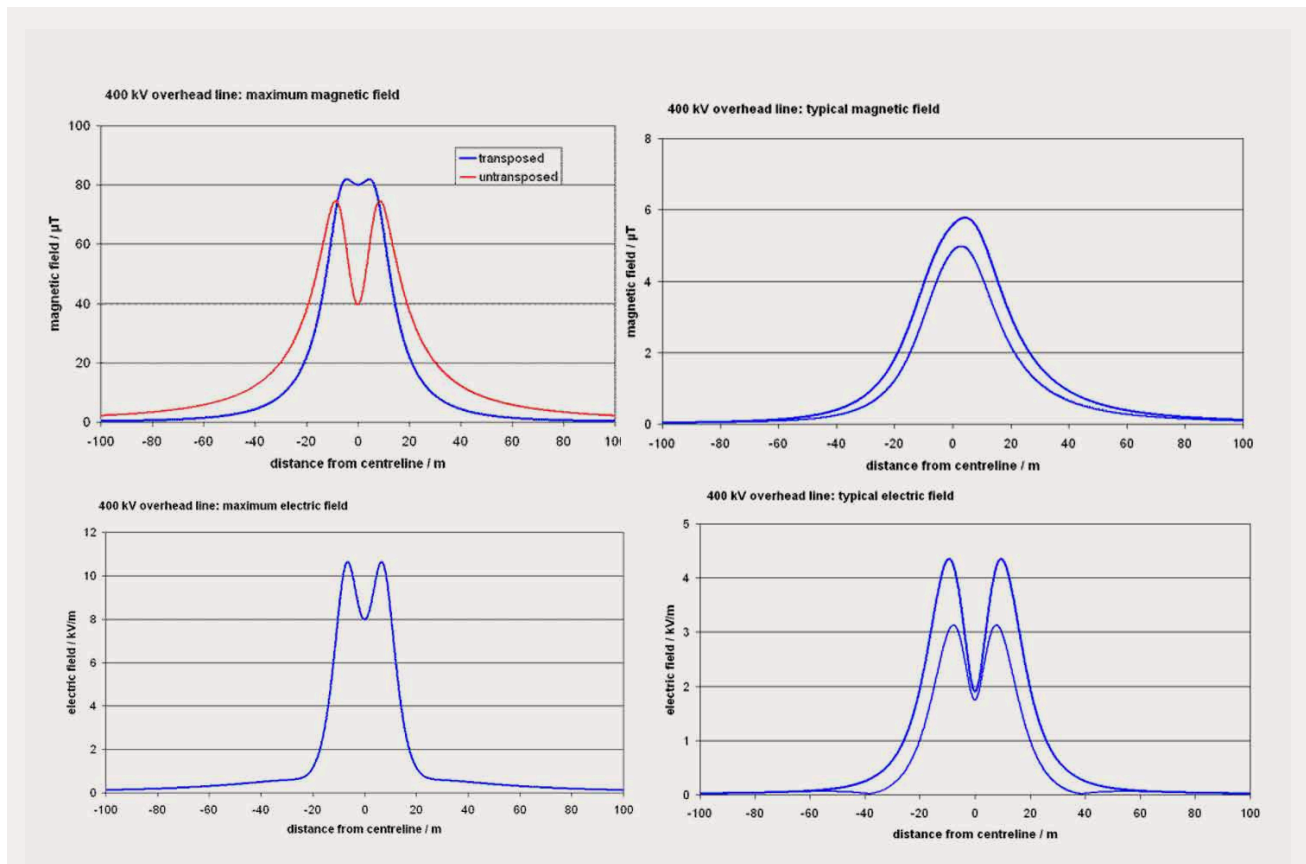 400 kV overhead line: maximum magnetic field
100
80
60
40
20
0
magnetic field / µT
transposed
untransposed
-100 -80 -60 -40 -20 0 20 40 60 80 100
distance from centreline / m
400 kV overhead line: typical magnetic field
8
6
4
2
0
magnetic field / µT
-100 -80 -60 -40 -20 0 20 40 60 80 100
distance from centreline / m
400 kV overhead line: maximum electric field
12
10
8
6
4
2
0
electric field / kV/m
-100 -80 -60 -40 -20 0 20 40 60 80 100
distance from centreline / m
400 kV overhead line: typical electric field
5
4
3
2
1
0
electric field / kV/m
-100 -80 -60 -40 -20 0 20 40 60 80 100
distance from centreline / m